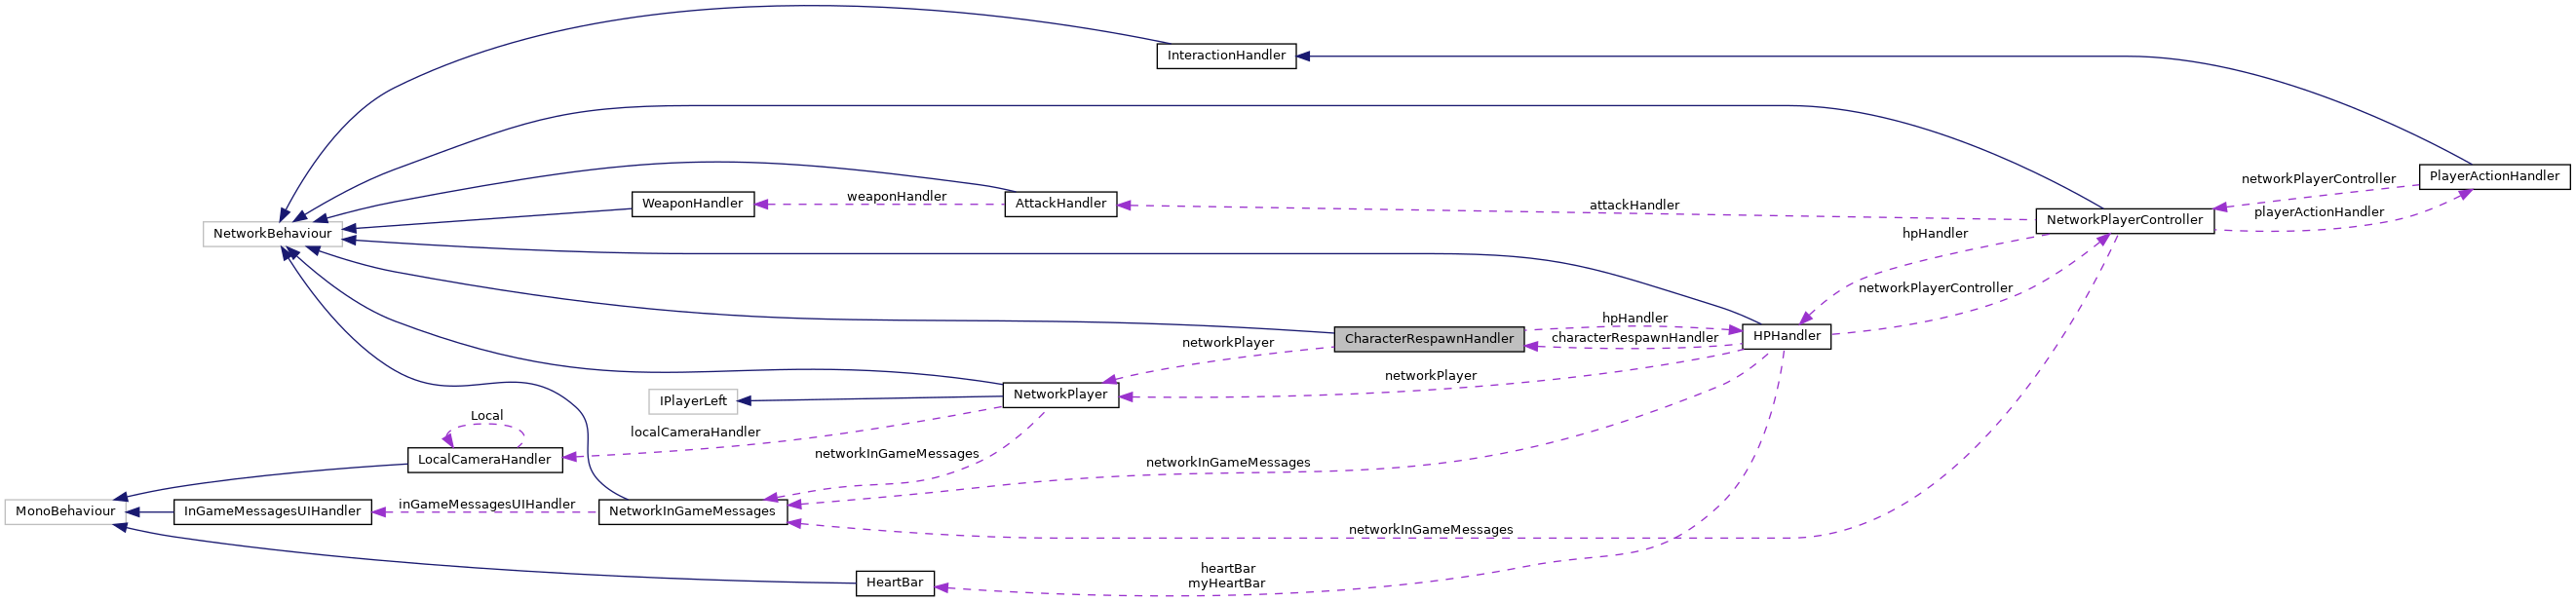 InteractionHandler
PlayerActionHandler
networkPlayerController
playerActionHandler
NetworkPlayerController
weaponHandler
WeaponHandler
AttackHandler
attackHandler
NetworkBehaviour
hpHandler
networkPlayerController
hpHandler
CharacterRespawnHandler
characterRespawnHandler
HPHandler
networkPlayer
networkPlayer
NetworkPlayer
IPlayerLeft
Local
localCameraHandler
LocalCameraHandler
networkInGameMessages
networkInGameMessages
MonoBehaviour
InGameMessagesUIHandler
inGameMessagesUIHandler
NetworkInGameMessages
networkInGameMessages
heartBar
myHeartBar
HeartBar